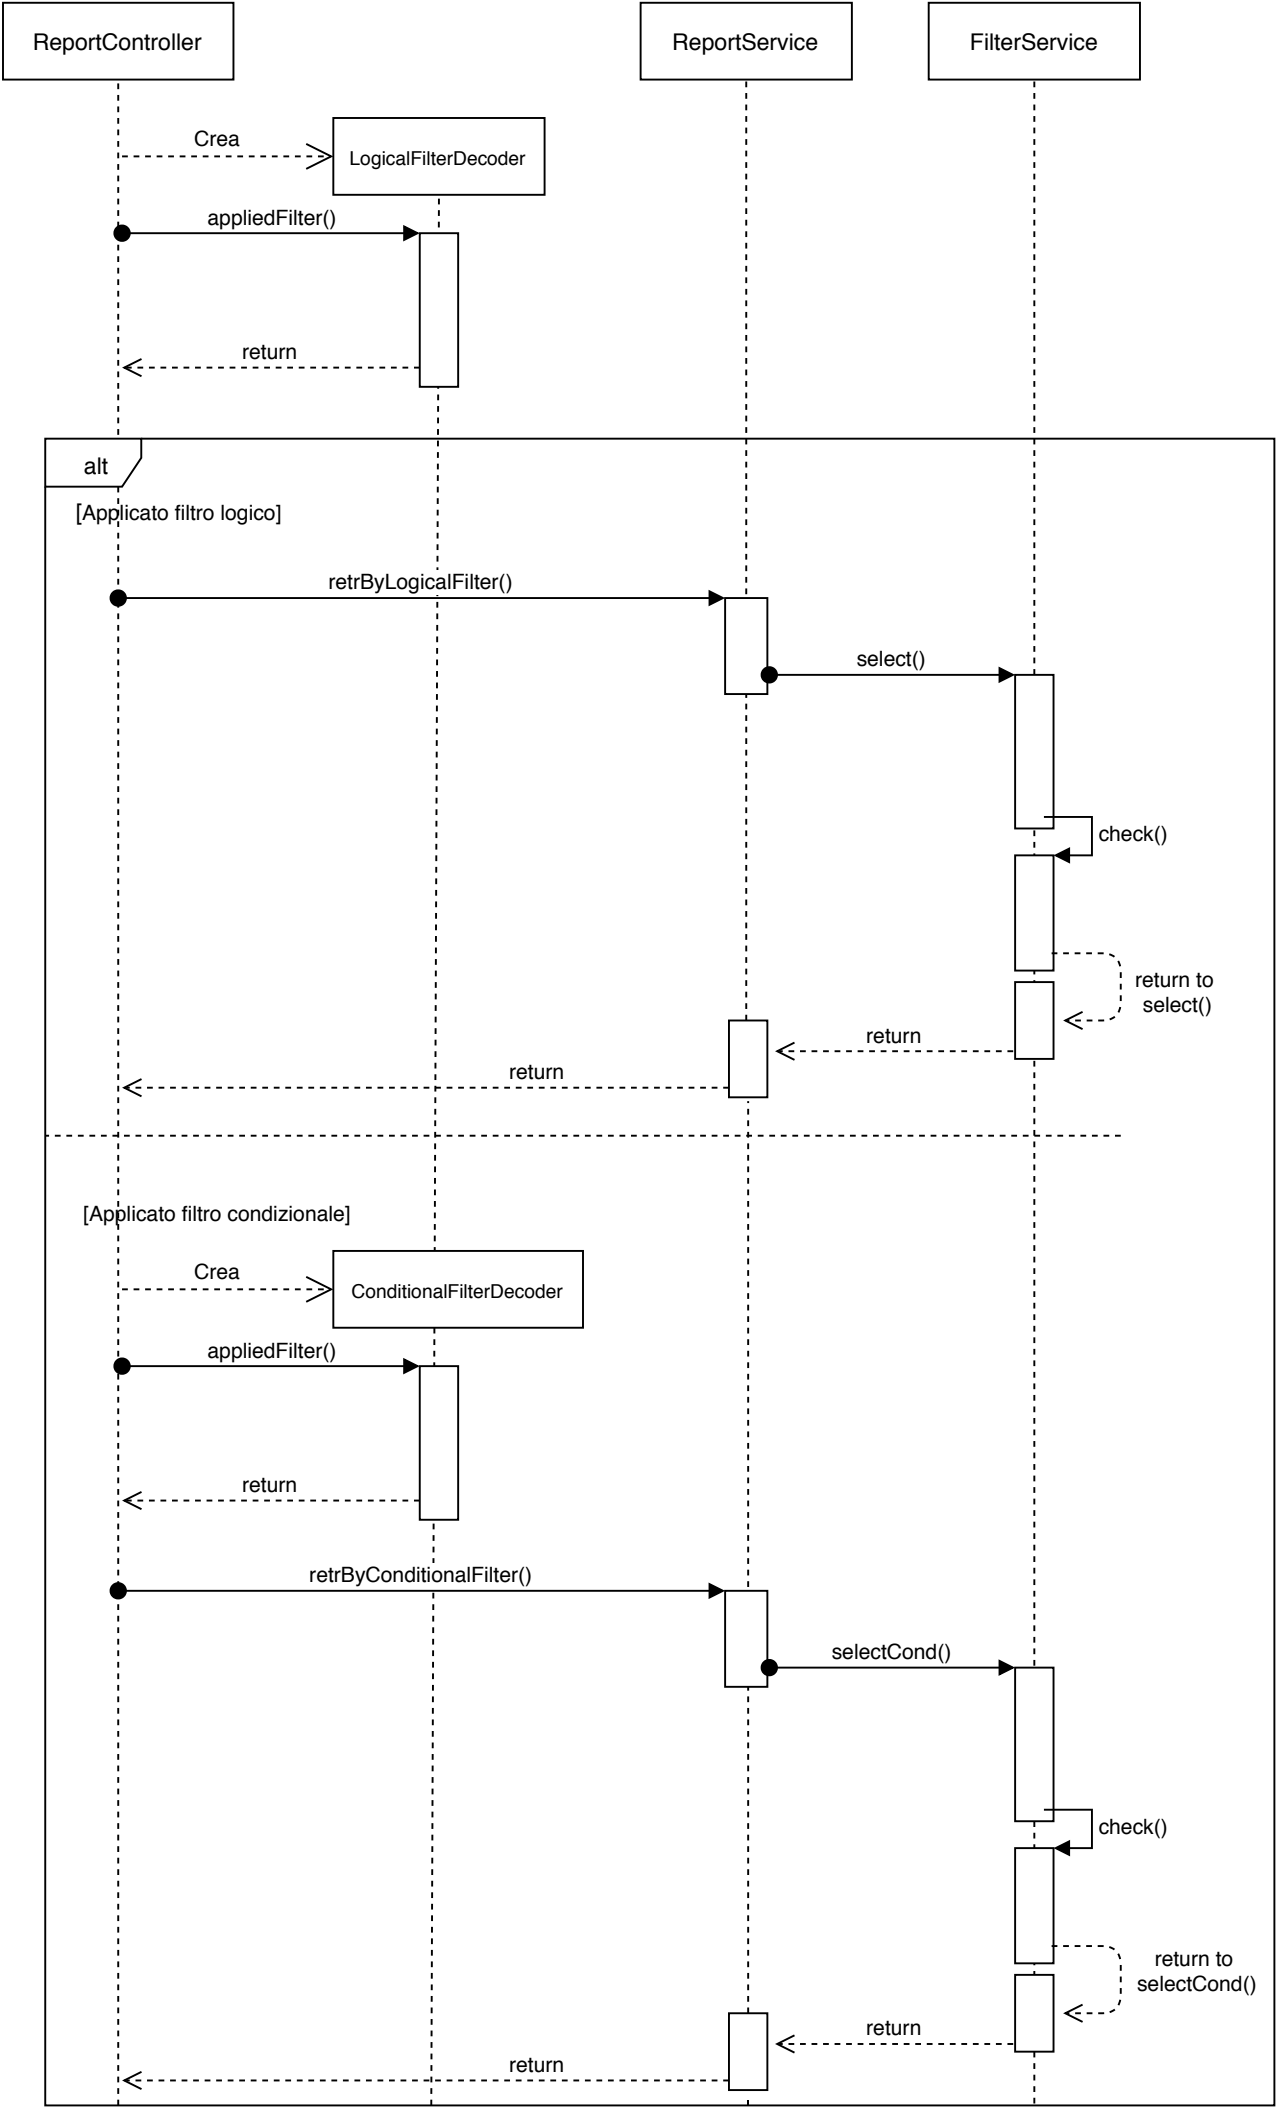 ReportController
ReportService
FilterService
Crea
LogicalFilterDecoder
appliedFilter()
return
alt
[Applicato filtro logico]
retrByLogicalFilter()
select()
check()
return to
select()
return
return
[Applicato filtro condizionale]
Crea
ConditionalFilterDecoder
appliedFilter()
return
retrByConditionalFilter()
selectCond()
check()
return to
selectCond()
return
return